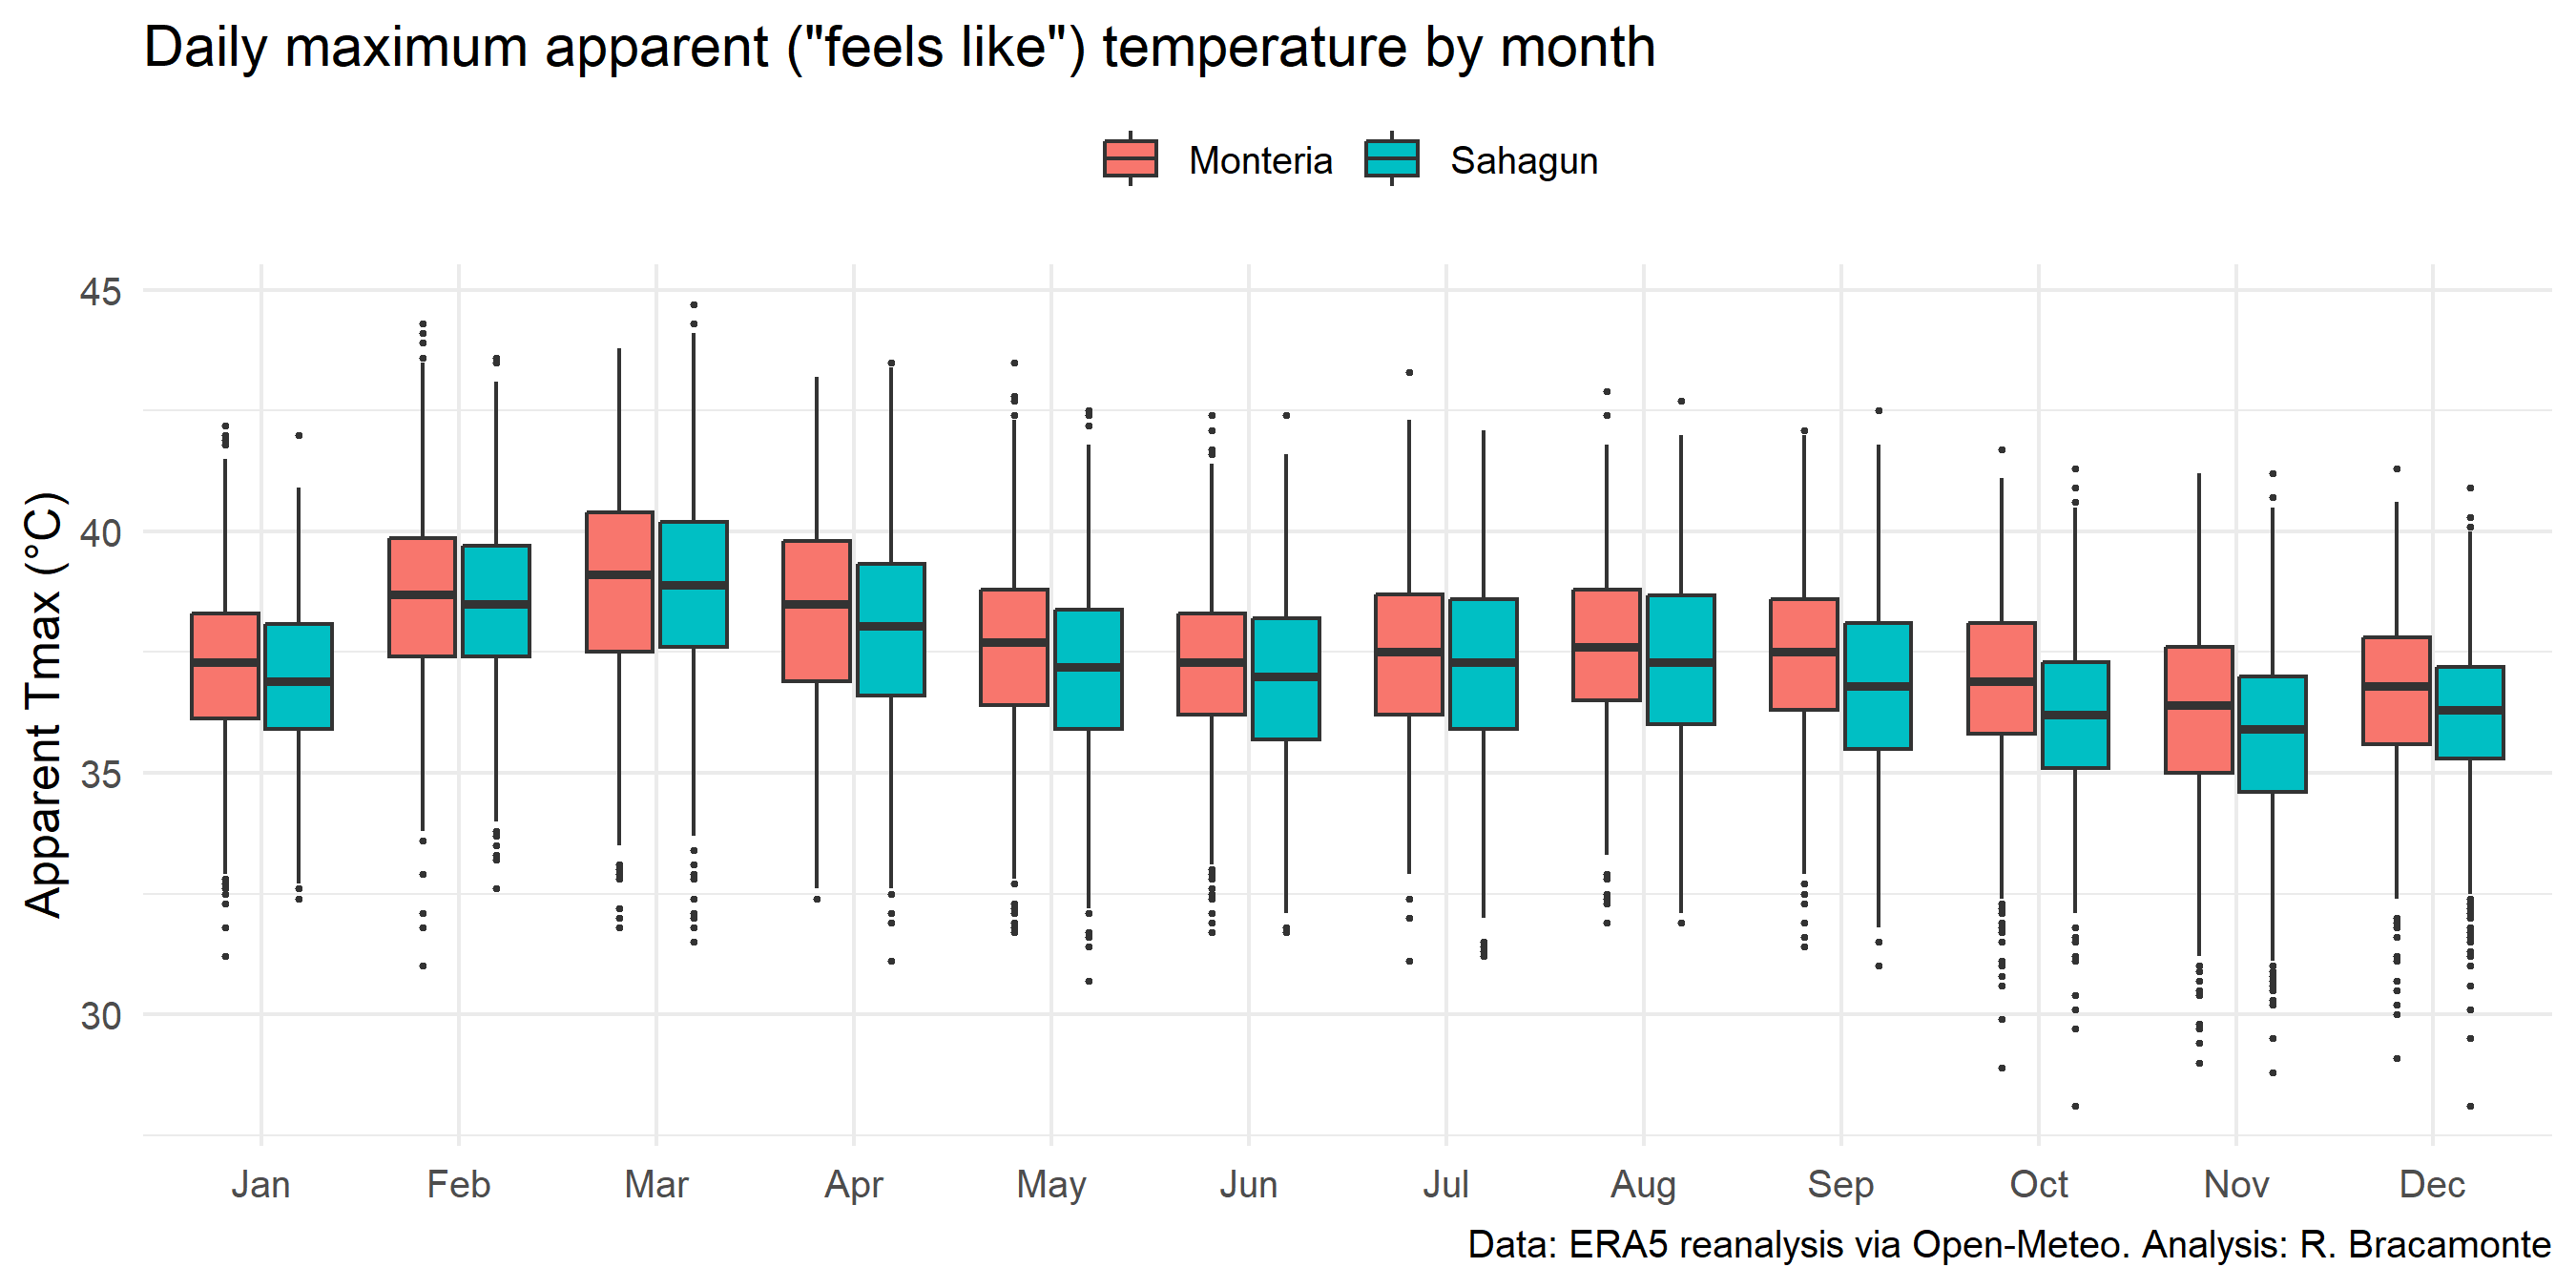 Daily maximum apparent ("feels like") temperature by month
Monteria Sahagun
Apparent Tmax (°C)
45
40
35
30
Jan Feb Mar Apr May Jun Jul Aug Sep Oct Nov Dec
Data: ERA5 reanalysis via Open-Meteo. Analysis: R. Bracamonte